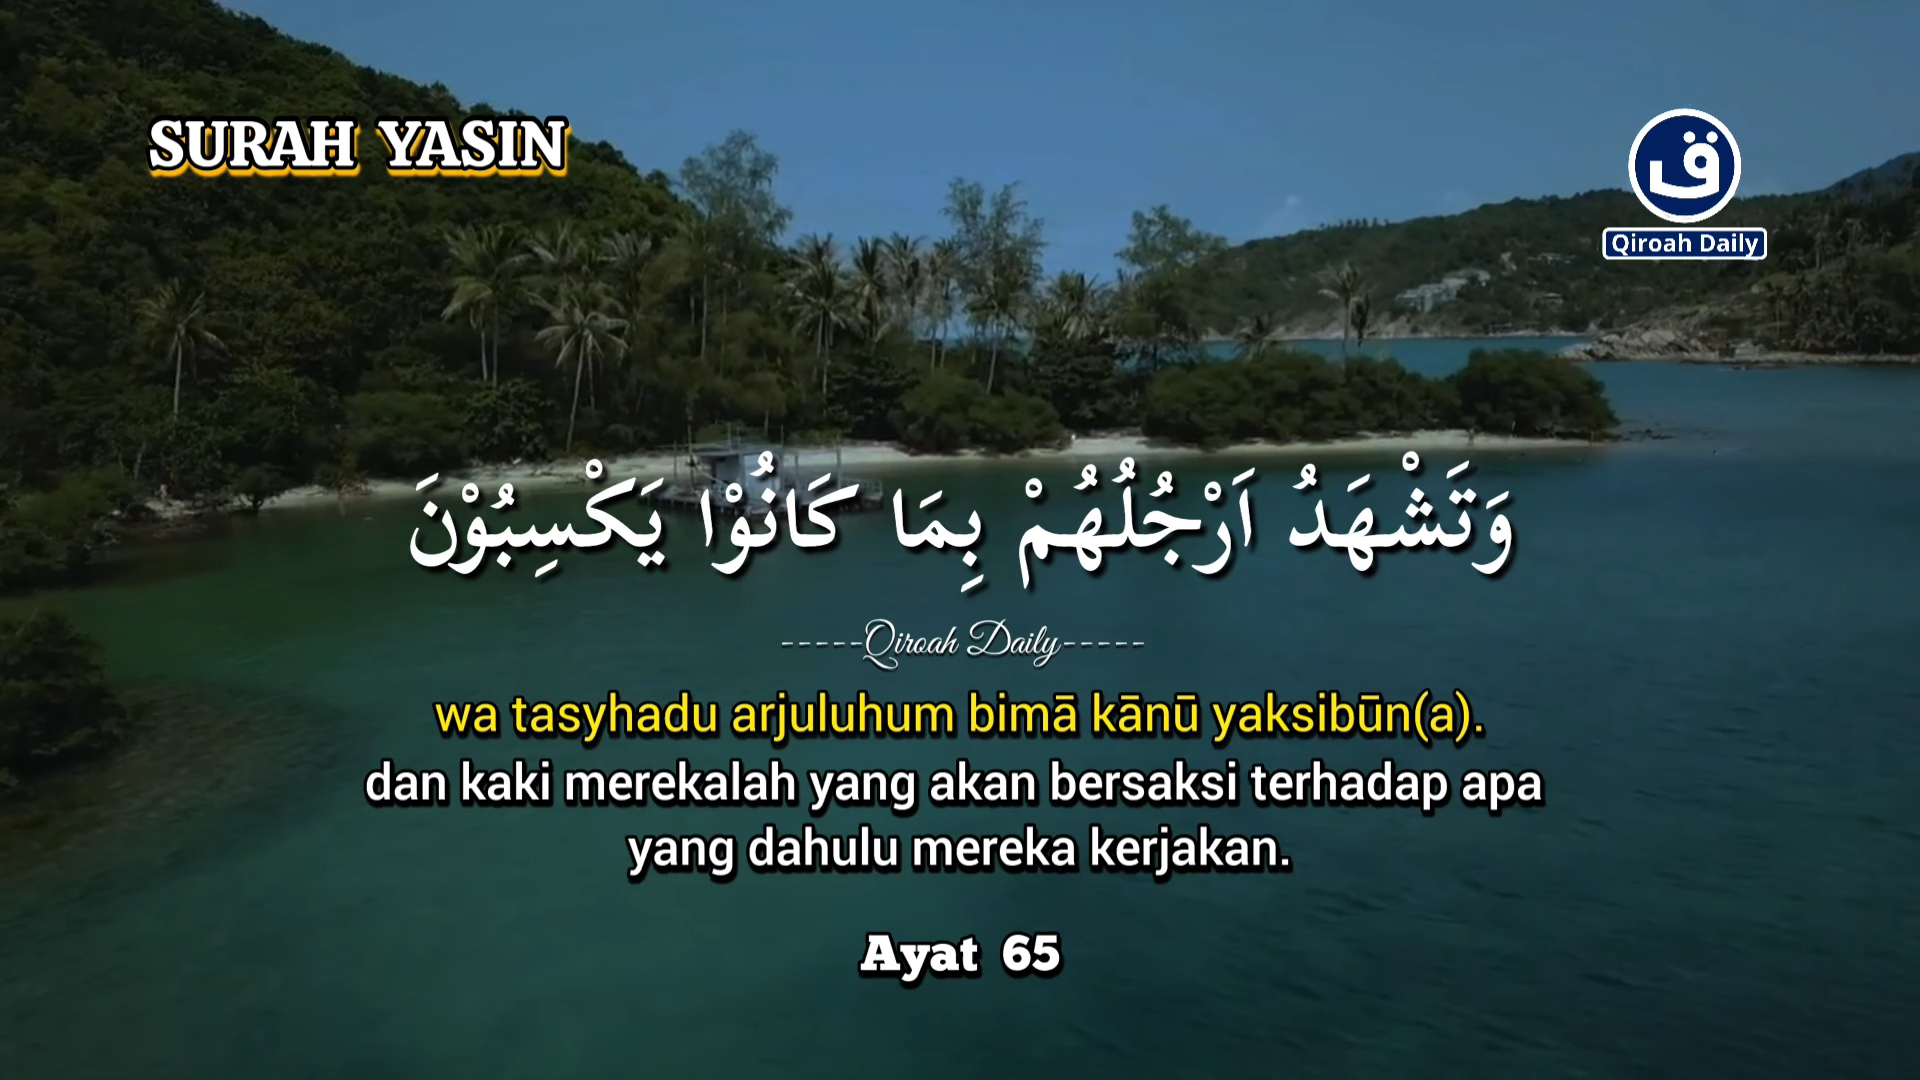 SURAH YASIN
ق
Qiroah Daily
وَتَشْهَدُ اَرْجُلُهُمْ بِمَا كَانُوْا يَكْسِبُوْنَ
-----Qiroah Daily-----
wa tasyhadu arjuluhum bimā kānū yaksibūn(a).
dan kaki merekalah yang akan bersaksi terhadap apa
yang dahulu mereka kerjakan.
Ayat 65